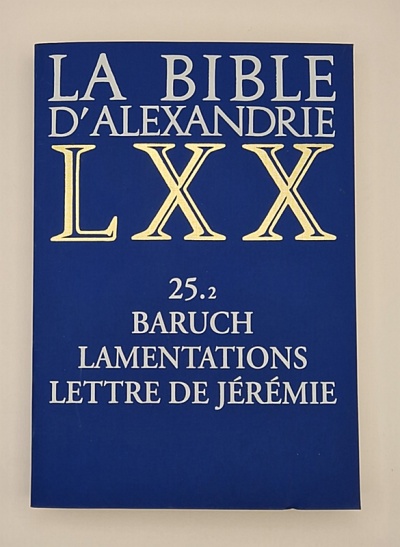 LA BIBLE
D'ALEXANDRIE
LXX
25.2
BARUCH
LAMENTATIONS
LETTRE DE JÉRÉMIE